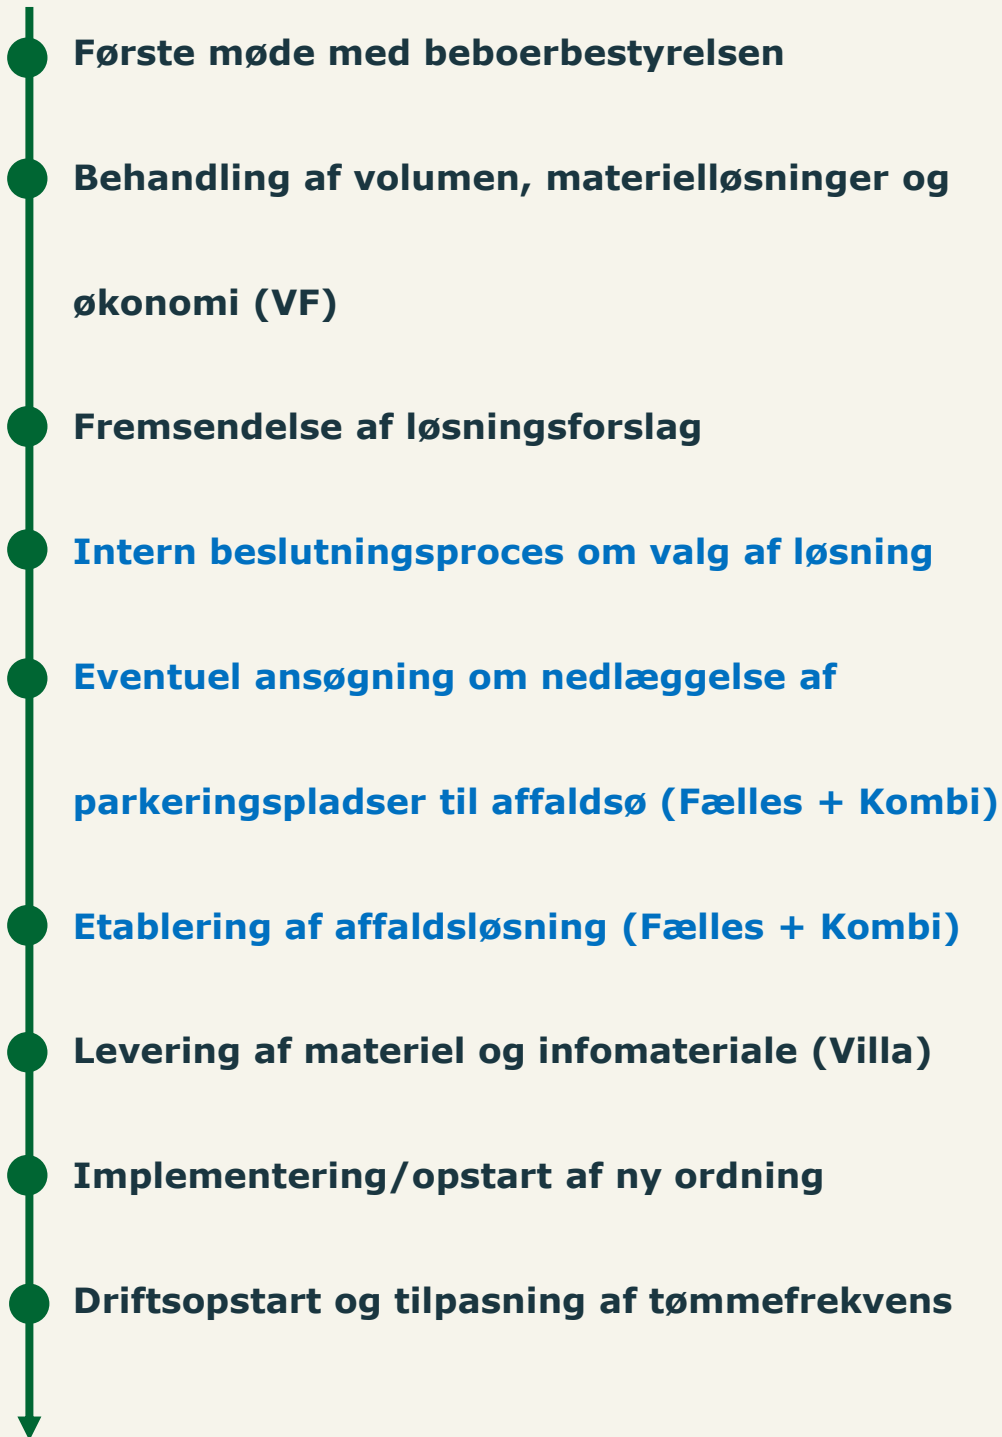 Første møde med beboerbestyrelsen
Behandling af volumen, materielløsninger og
økonomi (VF)
Fremsendelse af løsningsforslag
Intern beslutningsproces om valg af løsning
Eventuel ansøgning om nedlæggelse af
parkeringspladser til affaldsø (Fælles + Kombi)
Etablering af affaldsløsning (Fælles + Kombi)
Levering af materiel og infomateriale (Villa)
Implementering/opstart af ny ordning
Driftsopstart og tilpasning af tømmefrekvens